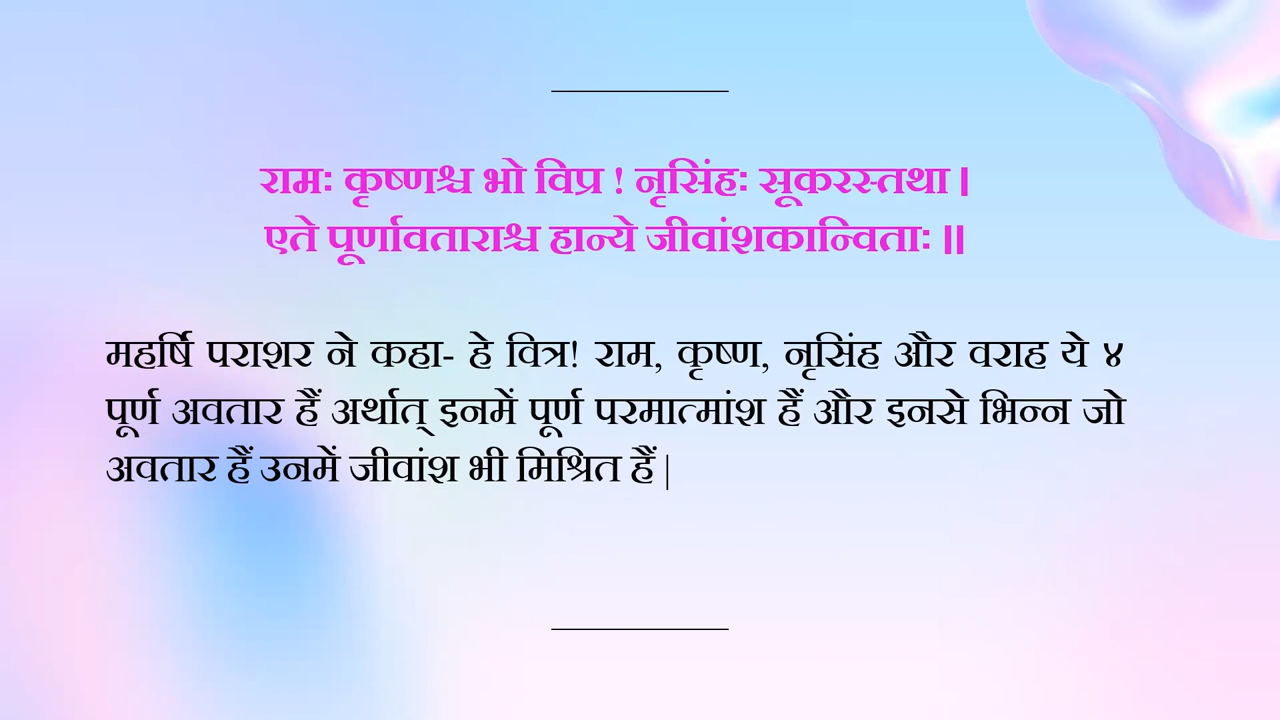 रामः कृष्णश्च भो विप्र ! नृसिंहः सूकरस्तथा |
एते पूर्णावताराश्च हान्ये जीवांशकान्विताः ||
महर्षि पराशर ने कहा- हे वित्र! राम, कृष्ण, नृसिंह और वराह ये ४
पूर्ण अवतार हैं अर्थात् इनमें पूर्ण परमात्मांश हैं और इनसे भिन्न जो
अवतार हैं उनमें जीवांश भी मिश्रित हैं |